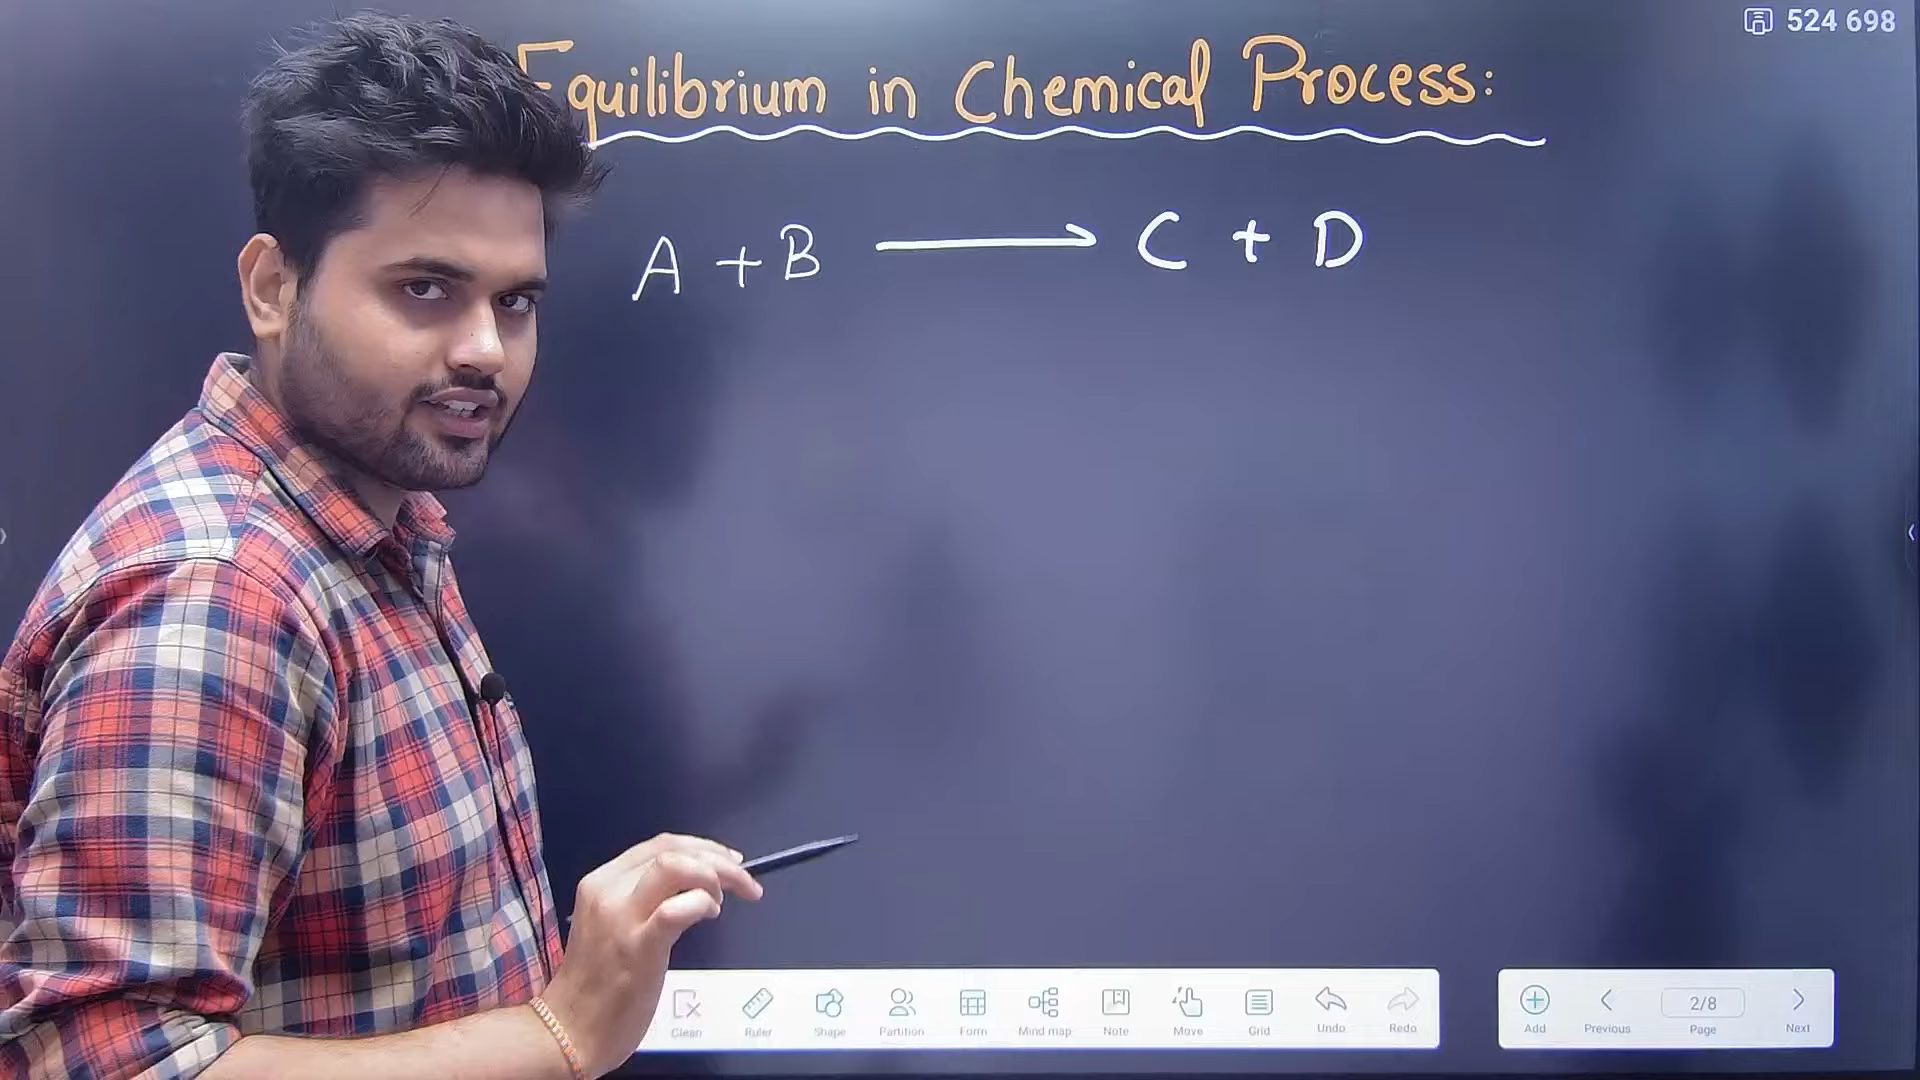 524 698
Equilibrium in Chemical Process:
A + B ⟶ C + D
Clean Ruler Shape Partition Form Mind map Note Move Grid Undo Redo
Add Previous 2/8 Page Next